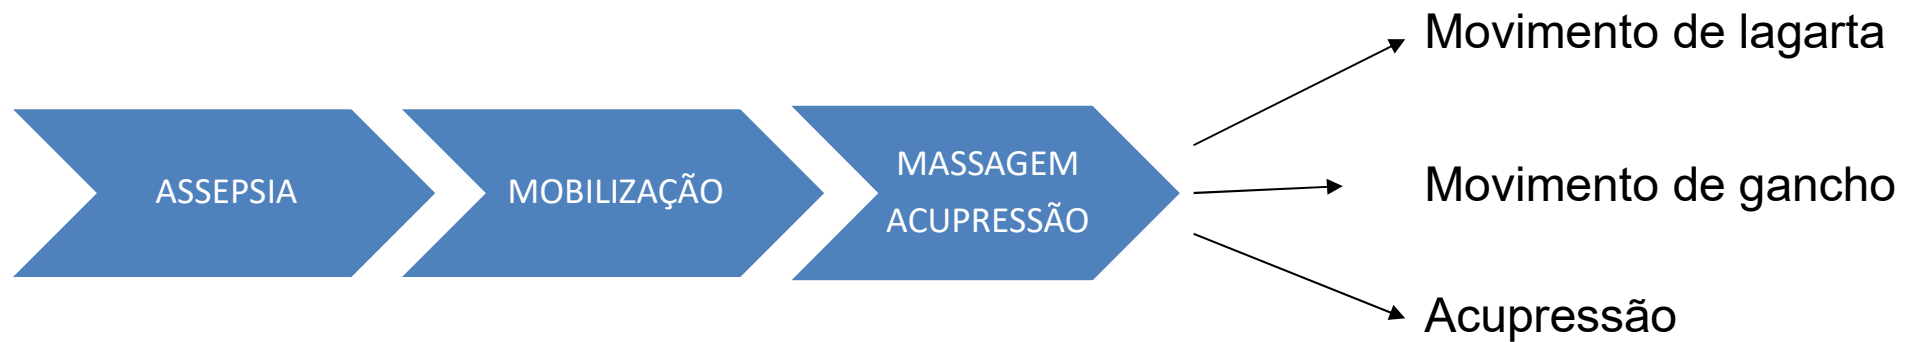 ASSEPSIA
MOBILIZAÇÃO
MASSAGEM
ACUPRESSÃO
Movimento de lagarta
Movimento de gancho
Acupressão